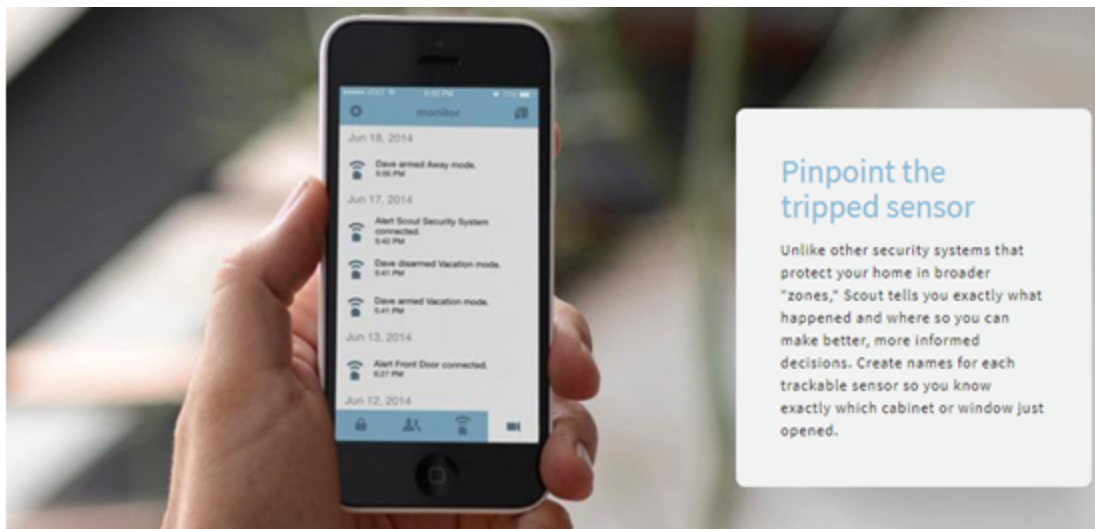 monitor
Jun 18, 2014
Dave armed Away mode.
5:05 PM
Jun 17, 2014
Alert Scout Security System
connected.
5:42 PM
Dave disarmed Vacation mode.
5:41 PM
Dave armed Vacation mode.
5:41 PM
Jun 13, 2014
Alert Front Door connected.
6:27 PM
Jun 12, 2014
Pinpoint the
tripped sensor
Unlike other security systems that
protect your home in broader
"zones," Scout tells you exactly what
happened and where so you can
make better, more informed
decisions. Create names for each
trackable sensor so you know
exactly which cabinet or window just
opened.